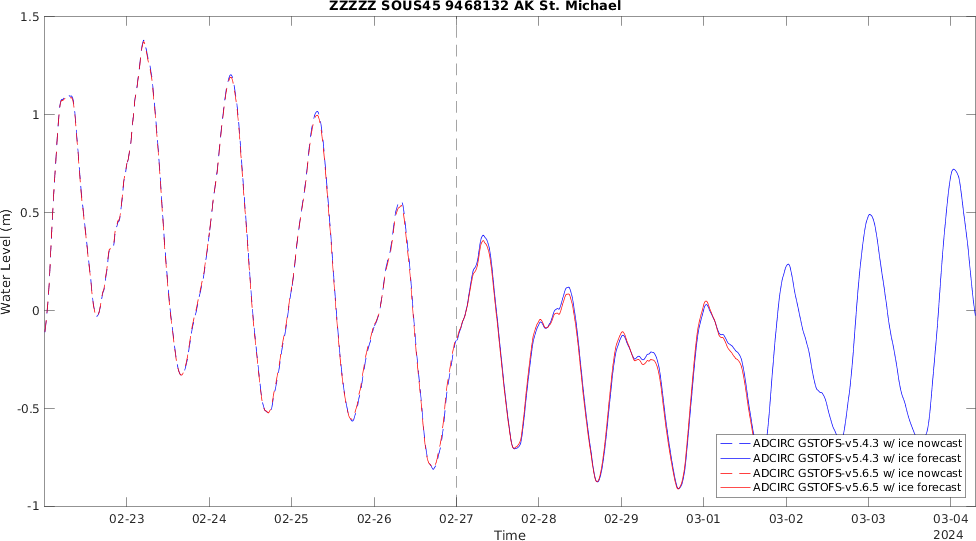 ZZZZZ SOUS45 9468132 AK St. Michael
1.5
1
0.5
0
-0.5
-1
Water Level (m)
02-23 02-24 02-25 02-26 02-27 02-28 02-29 03-01 03-02 03-03 03-04
2024
Time
ADCIRC GSTOFS-v5.4.3 w/ ice nowcast
ADCIRC GSTOFS-v5.4.3 w/ ice forecast
ADCIRC GSTOFS-v5.6.5 w/ ice nowcast
ADCIRC GSTOFS-v5.6.5 w/ ice forecast